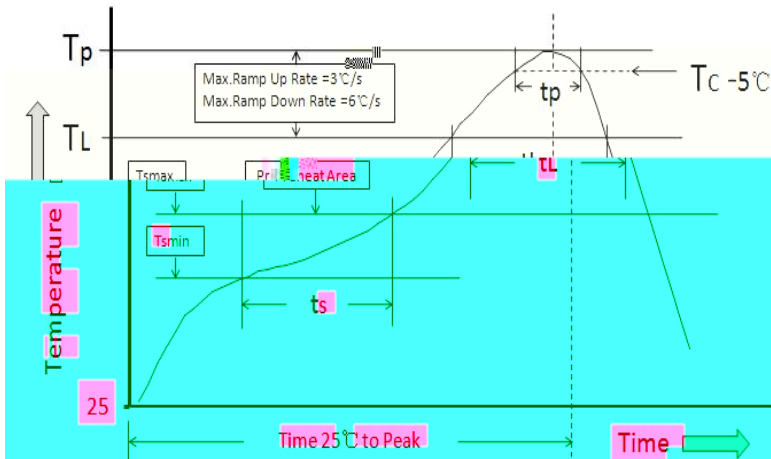 Tp
Max.Ramp Up Rate =3℃/s
Max.Ramp Down Rate =6℃/s
tp
TC -5℃
TL
Tsmax
heat Area
tL
Tsmin
ts
Temperature
25
Time 25℃ to Peak
Time